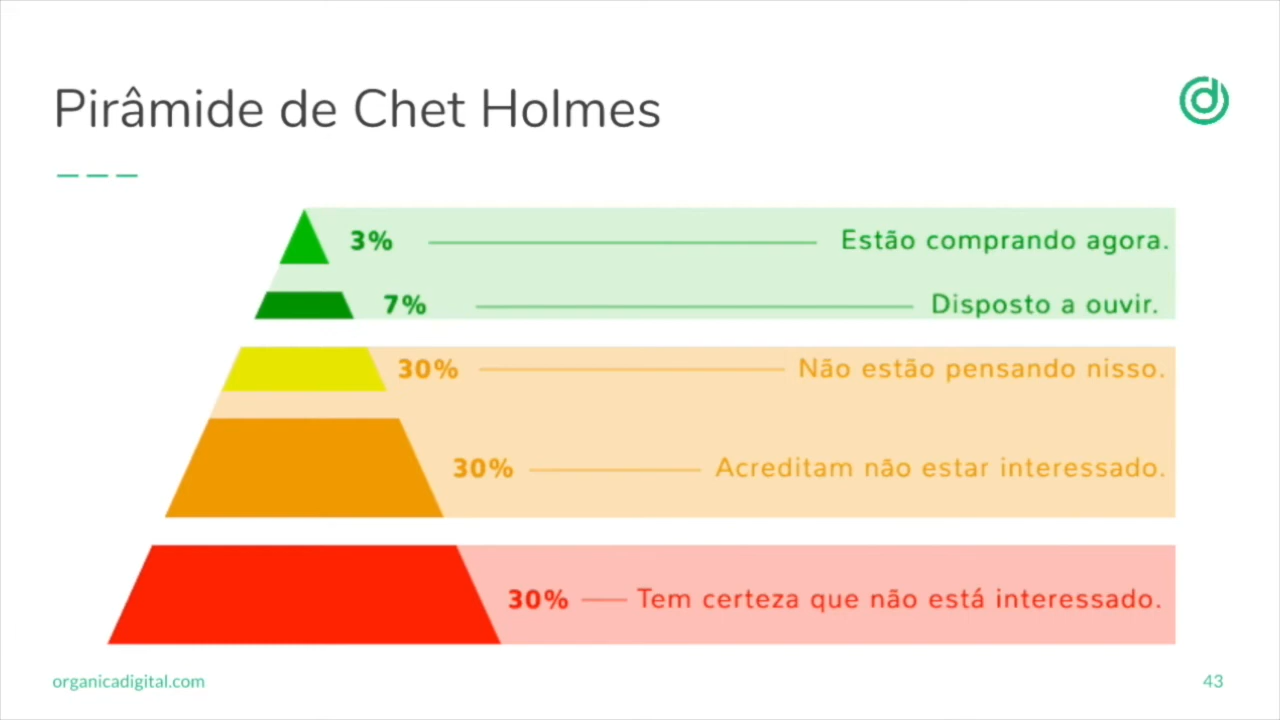 Pirâmide de Chet Holmes
3% Estão comprando agora.
7% Disposto a ouvir.
30% Não estão pensando nisso.
30% Acreditam não estar interessado.
30% Tem certeza que não está interessado.
organicadigital.com
43